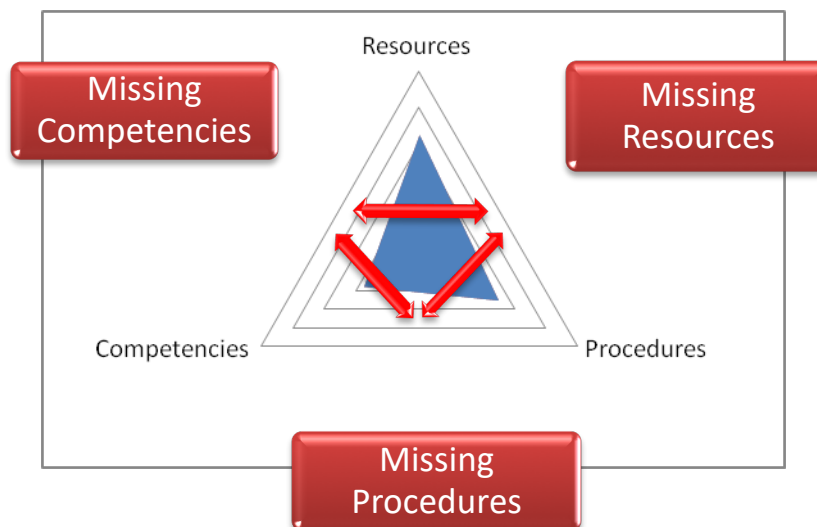 Resources
Missing
Competencies
Missing
Resources
Competencies
Procedures
Missing
Procedures